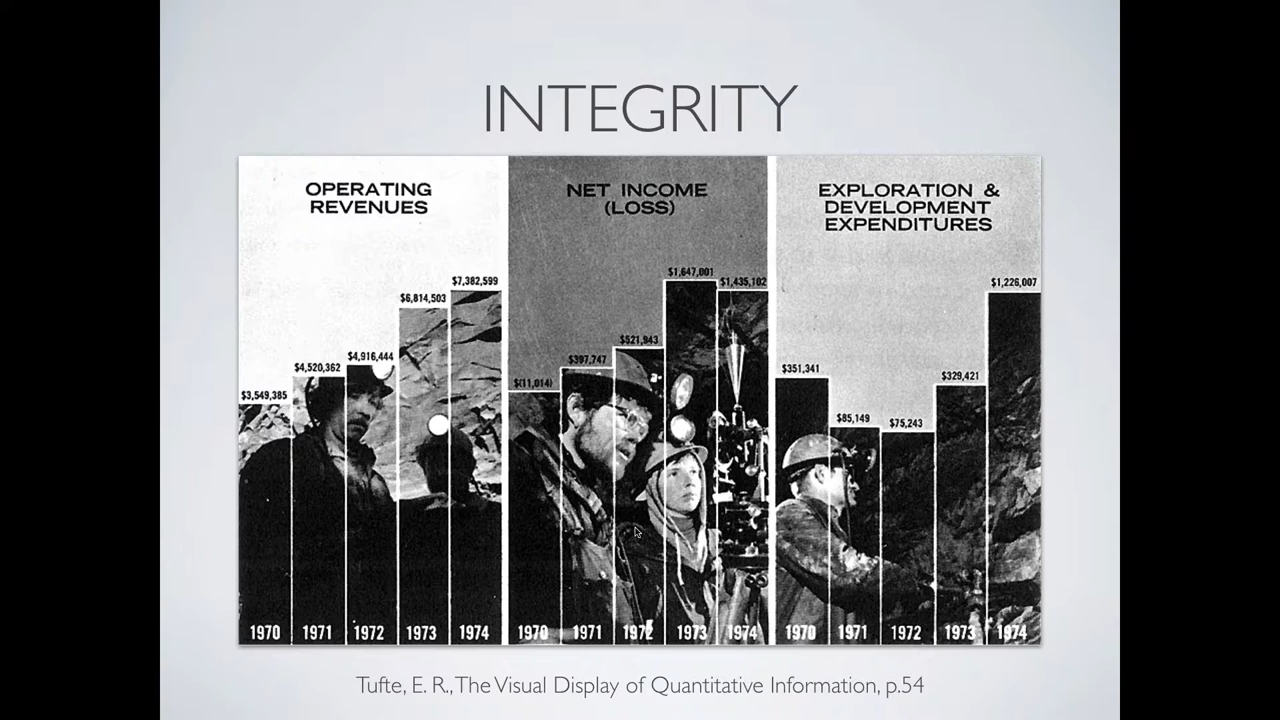 INTEGRITY
OPERATING
REVENUES
$3,549,385
$4,520,362
$4,916,444
$6,814,503
$7,382,599
1970 1971 1972 1973 1974
NET INCOME
(LOSS)
$(11,014)
$397,747
$521,943
$1,647,001
$1,435,102
1970 1971 1972 1973 1974
EXPLORATION &
DEVELOPMENT
EXPENDITURES
$351,341
$85,149
$75,243
$329,421
$1,226,007
1970 1971 1972 1973 1974
Tufte, E. R., The Visual Display of Quantitative Information, p.54